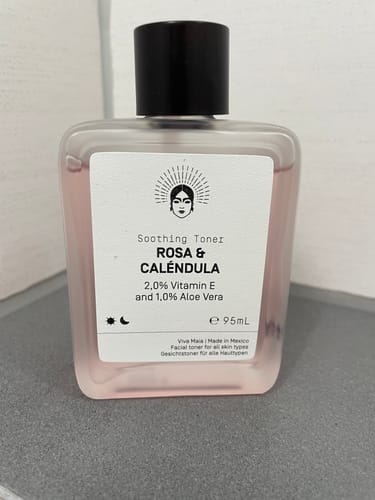 Soothing Toner
ROSA &
CALÉNDULA
2,0% Vitamin E
and 1,0% Aloe Vera
℮ 95mL
Viva Maia | Made in Mexico
Facial toner for all skin types
Gesichtstoner für alle Hauttypen